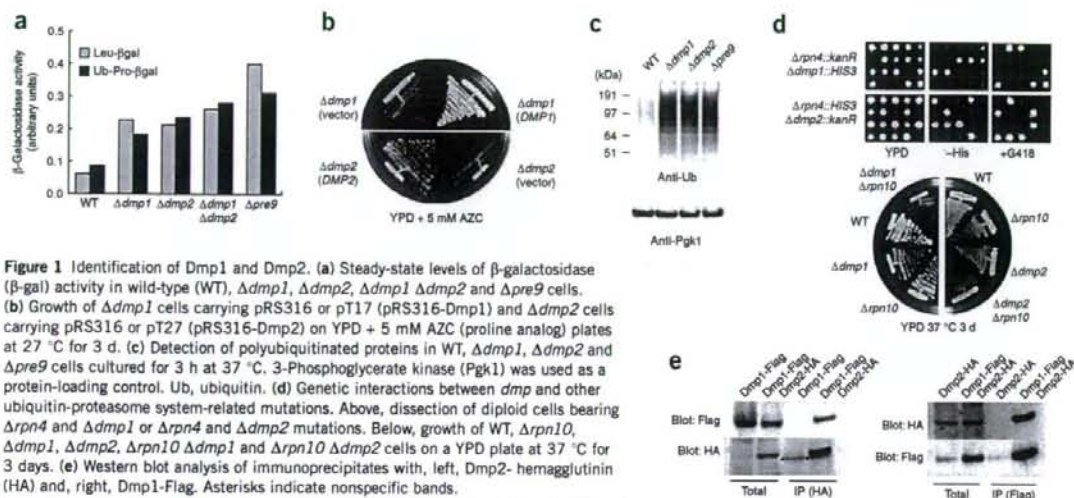 a
β-Galactosidase activity
(arbitrary units)
0.5
0.4
0.3
0.2
0.1
0.0
Leu-βgal
Ub-Pro-βgal
WT
Δdmp1
Δdmp2
Δdmp1
Δdmp2
Δpre9
b
Δdmp1
(vector)
Δdmp1
(DMP1)
Δdmp2
(DMP2)
Δdmp2
(vector)
YPD + 5 mM AZC
c
(kDa)
WT
Δdmp1
Δdmp2
Δpre9
191
97
64
51
Anti-Ub
Anti-Pgk1
d
Δrpn4::kanR
Δdmp1::HIS3
Δrpn4::HIS3
Δdmp2::kanR
YPD
–His
+G418
Δdmp1
Δrpn10
WT
WT
Δrpn10
Δdmp1
Δdmp2
Δrpn10
Δdmp2
Δrpn10
YPD 37 °C 3 d
Figure 1 Identification of Dmp1 and Dmp2. (a) Steady-state levels of β-galactosidase
(β-gal) activity in wild-type (WT), Δdmp1, Δdmp2, Δdmp1 Δdmp2 and Δpre9 cells.
(b) Growth of Δdmp1 cells carrying pRS316 or pT17 (pRS316-Dmp1) and Δdmp2 cells
carrying pRS316 or pT27 (pRS316-Dmp2) on YPD + 5 mM AZC (proline analog) plates
at 27 °C for 3 d. (c) Detection of polyubiquitinated proteins in WT, Δdmp1, Δdmp2 and
Δpre9 cells cultured for 3 h at 37 °C. 3-Phosphoglycerate kinase (Pgk1) was used as a
protein-loading control. Ub, ubiquitin. (d) Genetic interactions between dmp and other
ubiquitin-proteasome system-related mutations. Above, dissection of diploid cells bearing
Δrpn4 and Δdmp1 or Δrpn4 and Δdmp2 mutations. Below, growth of WT, Δrpn10,
Δdmp1, Δdmp2, Δrpn10 Δdmp1 and Δrpn10 Δdmp2 cells on a YPD plate at 37 °C for
3 days. (e) Western blot analysis of immunoprecipitates with, left, Dmp2- hemagglutinin
(HA) and, right, Dmp1-Flag. Asterisks indicate nonspecific bands.
e
Dmp1-Flag
Dmp1-Flag
Dmp2-HA
Dmp1-Flag
Dmp1-Flag
Dmp2-HA
Blot: Flag
Blot: HA
Total
IP (HA)
Dmp2-HA
Dmp1-Flag
Dmp2-HA
Dmp2-HA
Dmp1-Flag
Dmp2-HA
Blot: HA
Blot: Flag
Total
IP (Flag)